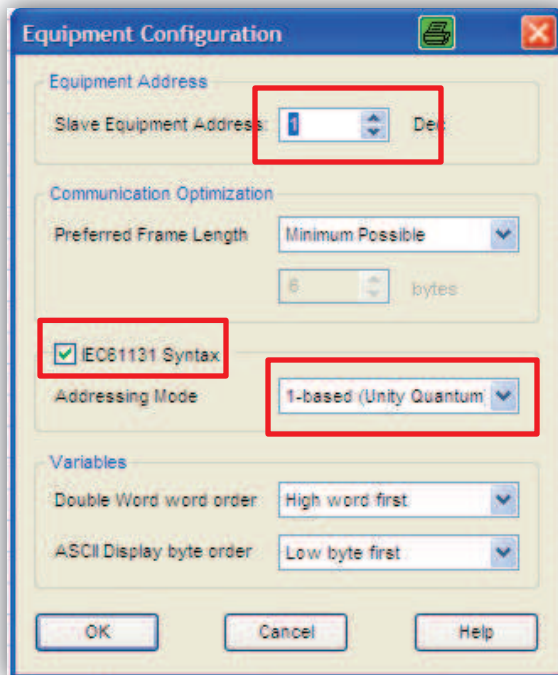 Equipment Configuration
Equipment Address
Slave Equipment Address: 1 Dec
Communication Optimization
Preferred Frame Length Minimum Possible
6 bytes
IEC61131 Syntax
Addressing Mode 1-based (Unity Quantum
Variables
Double Word word order High word first
ASCII Display byte order Low byte first
OK Cancel Help